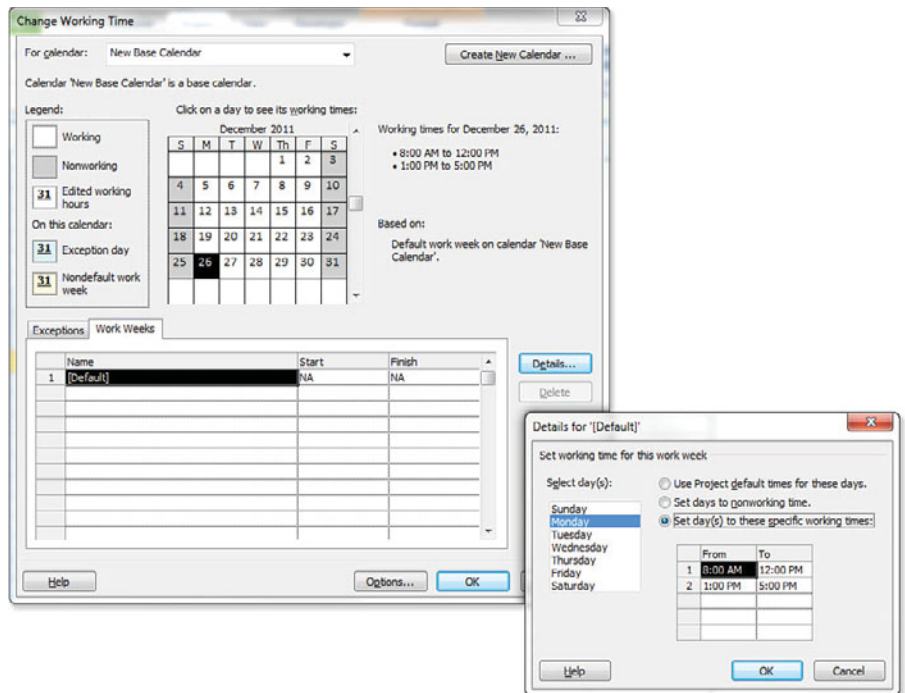 Change Working Time
For calendar: New Base Calendar
Create New Calendar ...
Calendar 'New Base Calendar' is a base calendar.
Legend:
Working
Nonworking
31 Edited working
hours
On this calendar:
31 Exception day
31 Nondefault work
week
Click on a day to see its working times:
December 2011
S M T W Th F S
1 2 3
4 5 6 7 8 9 10
11 12 13 14 15 16 17
18 19 20 21 22 23 24
25 26 27 28 29 30 31
Working times for December 26, 2011:
• 8:00 AM to 12:00 PM
• 1:00 PM to 5:00 PM
Based on:
Default work week on calendar 'New Base
Calendar'.
Exceptions Work Weeks
Name Start Finish
1 [Default] NA NA
Details...
Delete
Help Options... OK
Details for '[Default]'
Set working time for this work week
Select day(s):
Sunday
Monday
Tuesday
Wednesday
Thursday
Friday
Saturday
Use Project default times for these days.
Set days to nonworking time.
Set day(s) to these specific working times:
From To
1 8:00 AM 12:00 PM
2 1:00 PM 5:00 PM
Help OK Cancel